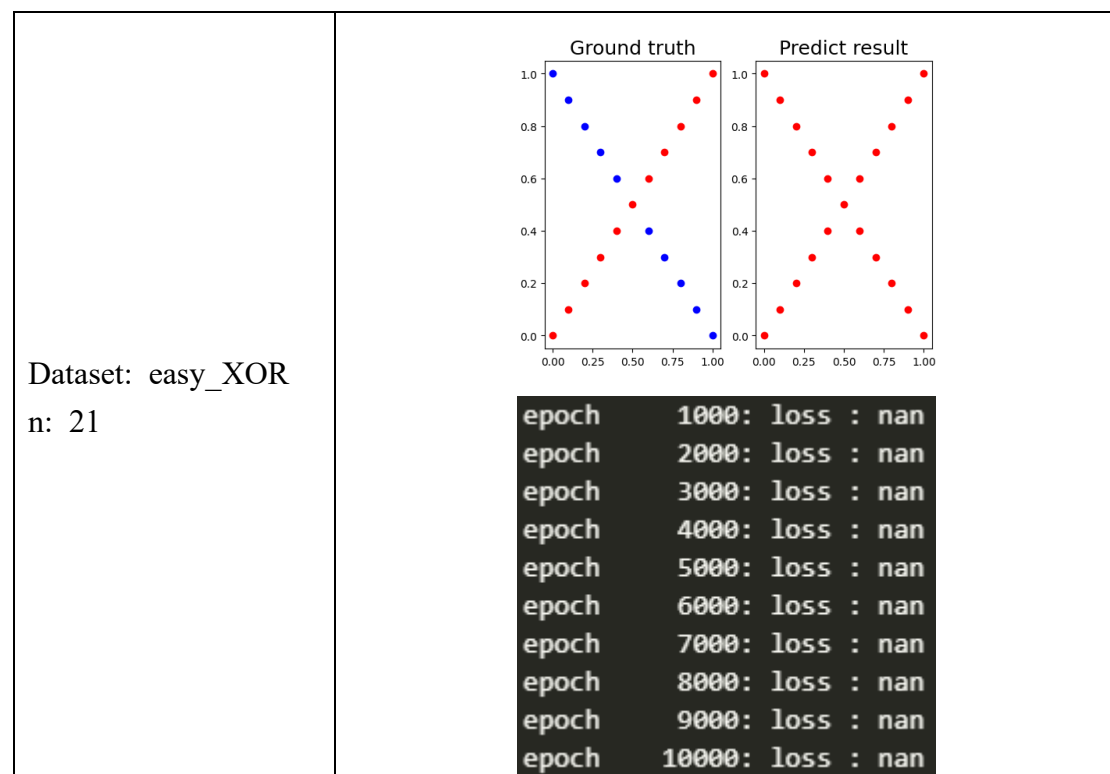 Dataset: easy_XOR
n: 21
Ground truth Predict result
1.0 1.0
0.8 0.8
0.6 0.6
0.4 0.4
0.2 0.2
0.0 0.0
0.00 0.25 0.50 0.75 1.00 0.00 0.25 0.50 0.75 1.00
epoch 1000: loss : nan
epoch 2000: loss : nan
epoch 3000: loss : nan
epoch 4000: loss : nan
epoch 5000: loss : nan
epoch 6000: loss : nan
epoch 7000: loss : nan
epoch 8000: loss : nan
epoch 9000: loss : nan
epoch 10000: loss : nan